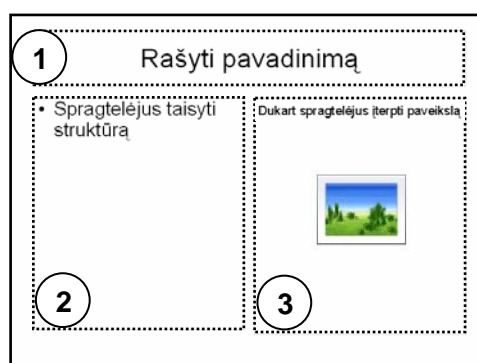 1
Rašyti pavadinimą
• Spragtelėjus taisyti
struktūrą
2
Dukart spragtelėjus įterpti paveikslą
3